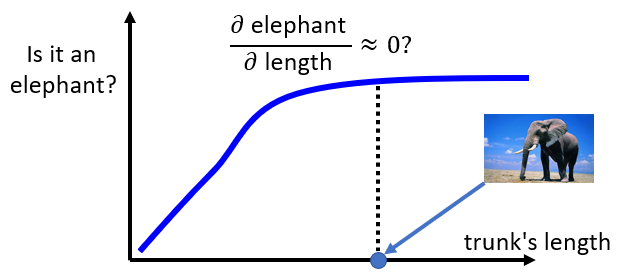 Is it an
elephant?
∂ elephant
∂ length
≈ 0?
trunk's length